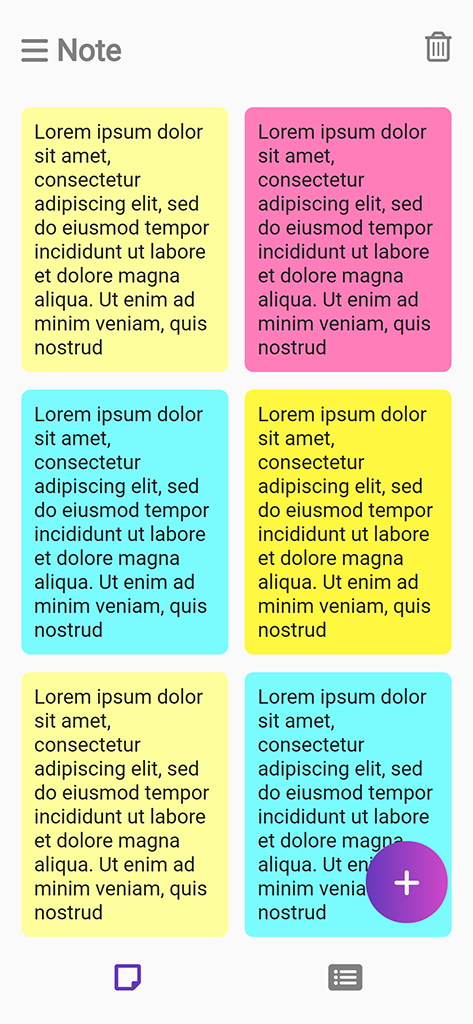 Note
Lorem ipsum dolor
sit amet,
consectetur
adipiscing elit, sed
do eiusmod tempor
incididunt ut labore
et dolore magna
aliqua. Ut enim ad
minim veniam, quis
nostrud
Lorem ipsum dolor
sit amet,
consectetur
adipiscing elit, sed
do eiusmod tempor
incididunt ut labore
et dolore magna
aliqua. Ut enim ad
minim veniam, quis
nostrud
Lorem ipsum dolor
sit amet,
consectetur
adipiscing elit, sed
do eiusmod tempor
incididunt ut labore
et dolore magna
aliqua. Ut enim ad
minim veniam, quis
nostrud
Lorem ipsum dolor
sit amet,
consectetur
adipiscing elit, sed
do eiusmod tempor
incididunt ut labore
et dolore magna
aliqua. Ut enim ad
minim veniam, quis
nostrud
Lorem ipsum dolor
sit amet,
consectetur
adipiscing elit, sed
do eiusmod tempor
incididunt ut labore
et dolore magna
aliqua. Ut enim ad
minim veniam, quis
nostrud
Lorem ipsum dolor
sit amet,
consectetur
adipiscing elit, sed
do eiusmod tempor
incididunt ut labore
et dolore magna
aliqua. Ut
minim
nostrud